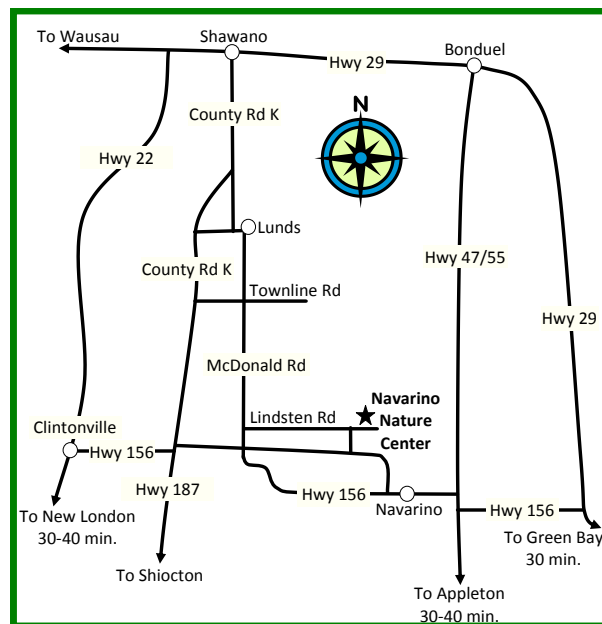 To Wausau
Shawano
Hwy 29
Bonduel
County Rd K
N
Hwy 22
Lunds
County Rd K
Hwy 47/55
Townline Rd
Hwy 29
McDonald Rd
Navarino
Nature
Center
Lindsten Rd
Clintonville
Hwy 156
Hwy 187
Hwy 156
Navarino
Hwy 156
To New London
30-40 min.
To Shiocton
To Green Bay
30 min.
To Appleton
30-40 min.